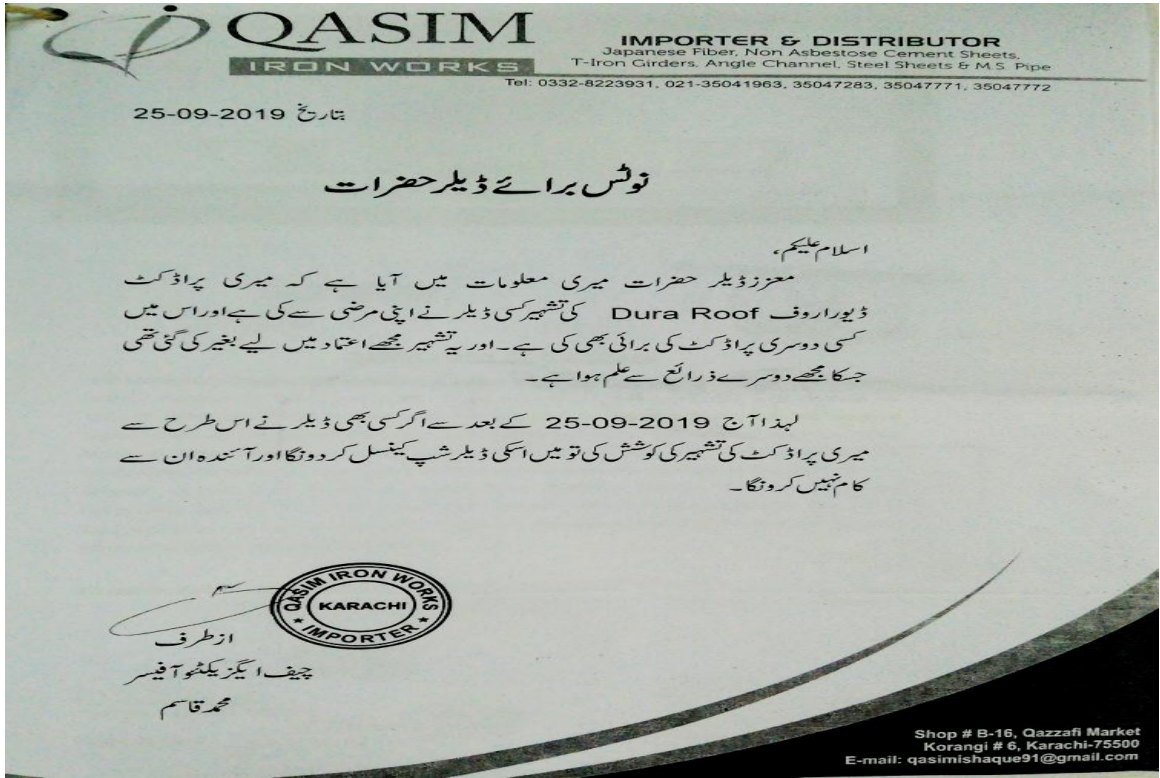 QASIM
IRON WORKS
IMPORTER & DISTRIBUTOR
Japanese Fiber, Non Asbestose Cement Sheets,
T-Iron Girders, Angle Channel, Steel Sheets & M.S. Pipe
Tel: 0332-8223931, 021-35041963, 35047283, 35047771, 35047772
بتاریخ 25-09-2019
نوٹس برائے ڈیلر حضرات
اسلام علیکم،
معزز ڈیلر حضرات میری معلومات میں آیا ہے کہ میری پراڈکٹ
ڈیورا روف Dura Roof کی تشہیر کسی ڈیلر نے اپنی مرضی سے کی ہے اور اس میں
کسی دوسری پراڈکٹ کی برائی بھی کی ہے۔ اور یہ تشہیر مجھے اعتماد میں لیے بغیر کی گئی تھی
جسکا مجھے دوسرے ذرائع سے علم ہوا ہے۔
لہذا آج 25-09-2019 کے بعد سے اگر کسی بھی ڈیلر نے اس طرح سے
میری پراڈکٹ کی تشہیر کی کوشش کی تو میں اسکی ڈیلر شپ کینسل کر دونگا اور آئندہ ان سے
کام نہیں کرونگا۔
QASIM IRON WORKS
KARACHI
IMPORTER
از طرف
چیف ایگزیکٹو آفیسر
محمد قاسم
Shop # B-16, Qazzafi Market
Korangi # 6, Karachi-75500
E-mail: qasimishaque91@gmail.com